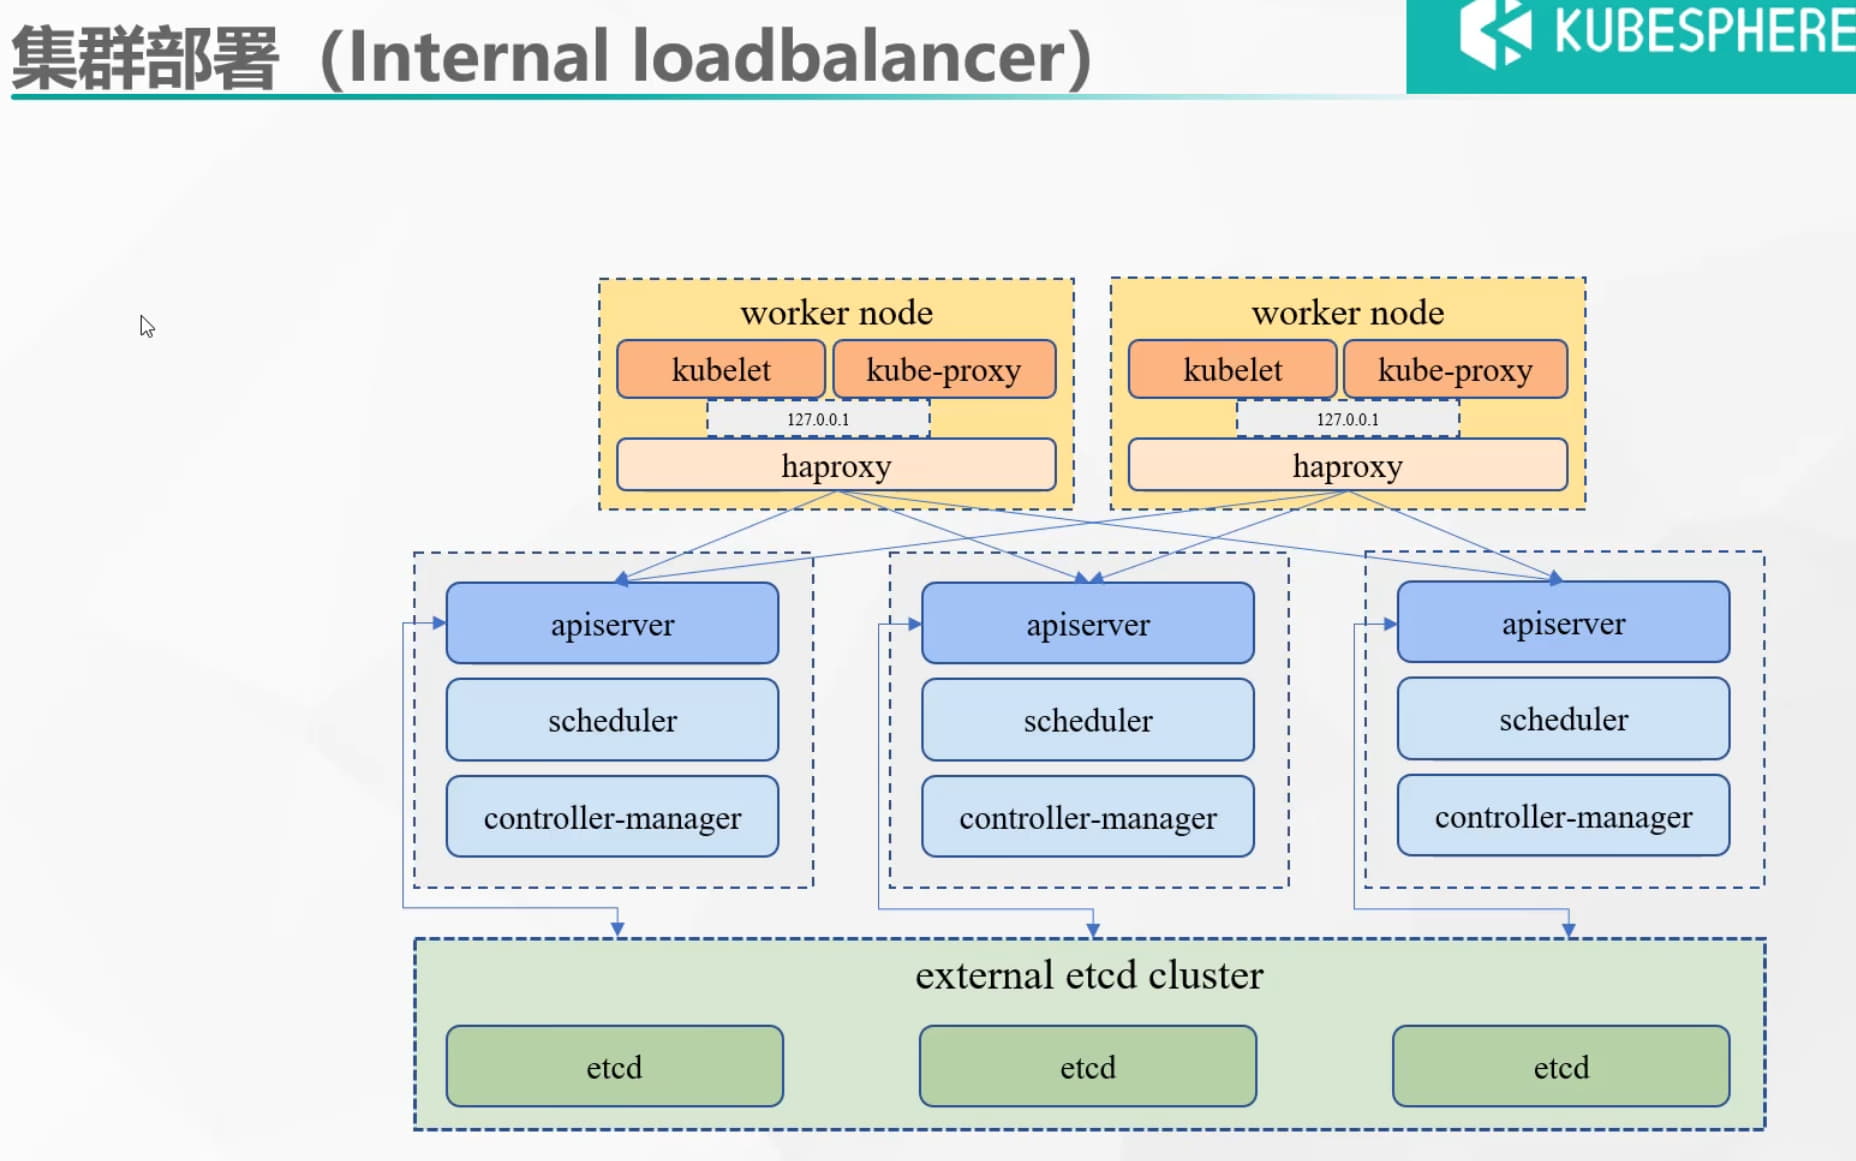 集群部署（Internal loadbalancer）
KUBESPHERE
worker node
kubelet
kube-proxy
127.0.0.1
haproxy
worker node
kubelet
kube-proxy
127.0.0.1
haproxy
apiserver
scheduler
controller-manager
apiserver
scheduler
controller-manager
apiserver
scheduler
controller-manager
external etcd cluster
etcd
etcd
etcd